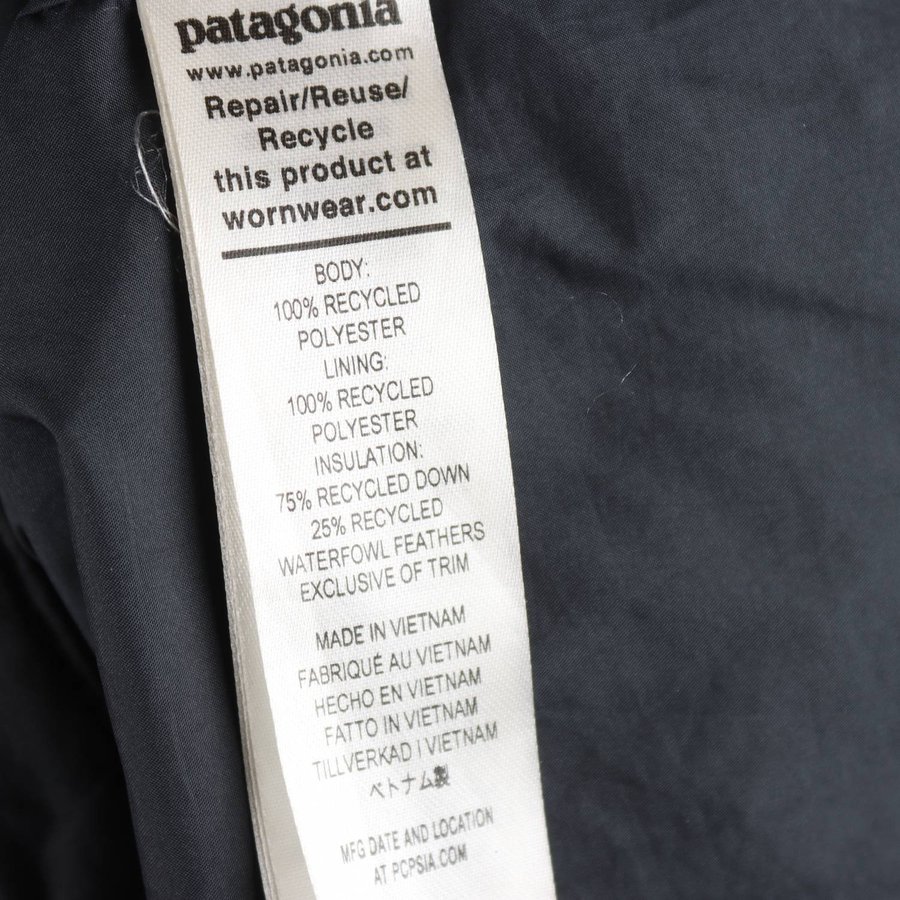 patagonia
www.patagonia.com
Repair/Reuse/
Recycle
this product at
wornwear.com
BODY:
100% RECYCLED
POLYESTER
LINING:
100% RECYCLED
POLYESTER
INSULATION:
75% RECYCLED DOWN
25% RECYCLED
WATERFOWL FEATHERS
EXCLUSIVE OF TRIM
MADE IN VIETNAM
FABRIQUÉ AU VIETNAM
HECHO EN VIETNAM
FATTO IN VIETNAM
TILLVERKAD I VIETNAM
ベトナム製
MFG DATE AND LOCATION
AT PCPSIA.COM